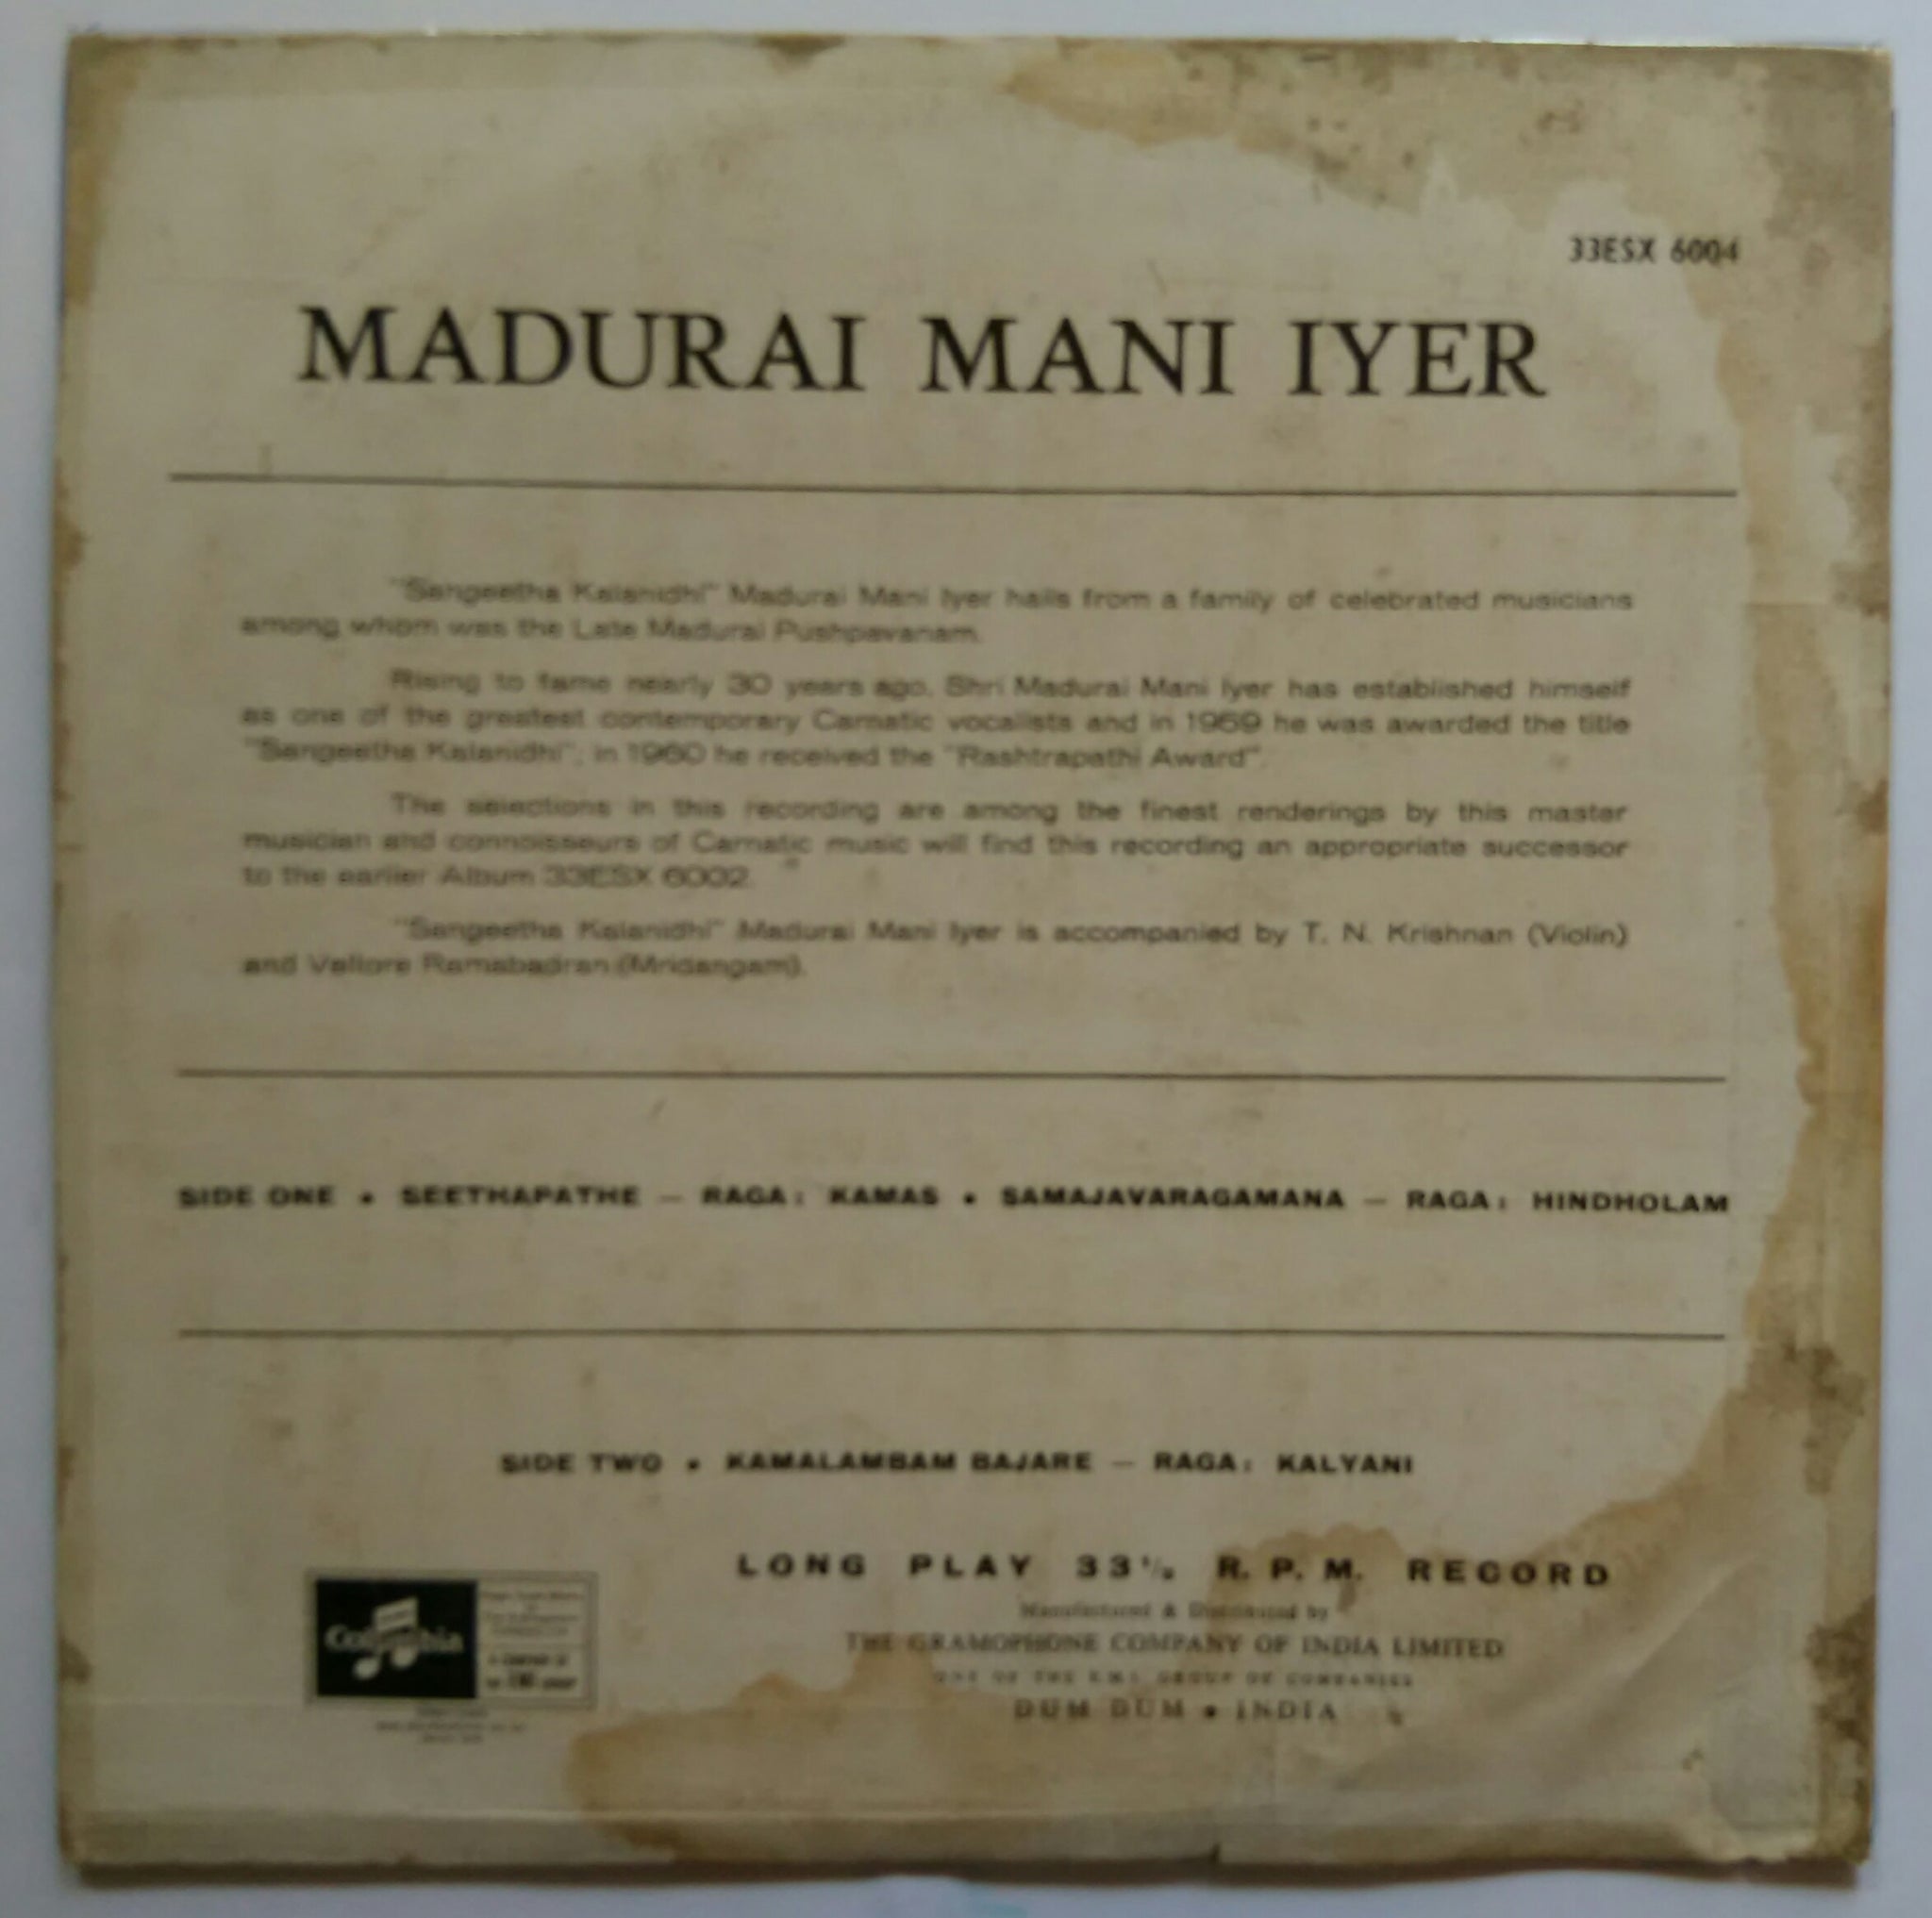 33ESX 6004
MADURAI MANI IYER
"Sangeetha Kalanidhi" Madurai Mani Iyer hails from a family of celebrated musicians
among whom was the Late Madurai Pushpavanam.
Rising to fame nearly 30 years ago, Shri Madurai Mani Iyer has established himself
as one of the greatest contemporary Carnatic vocalists and in 1959 he was awarded the title
"Sangeetha Kalanidhi"; in 1960 he received the "Rashtrapathi Award".
The selections in this recording are among the finest renderings by this master
musician and connoisseurs of Carnatic music will find this recording an appropriate successor
to the earlier Album 33ESX 6002.
"Sangeetha Kalanidhi" Madurai Mani Iyer is accompanied by T. N. Krishnan (Violin)
and Vellore Ramabadran (Mridangam).
SIDE ONE • SEETHAPATHE — RAGA: KAMAS • SAMAJAVARAGAMANA — RAGA: HINDHOLAM
SIDE TWO • KAMALAMBAM BAJARE — RAGA: KALYANI
LONG PLAY 33⅓ R. P. M. RECORD
Manufactured & Distributed by
THE GRAMOPHONE COMPANY OF INDIA LIMITED
ONE OF THE E.M.I. GROUP OF COMPANIES
DUM DUM • INDIA
Columbia